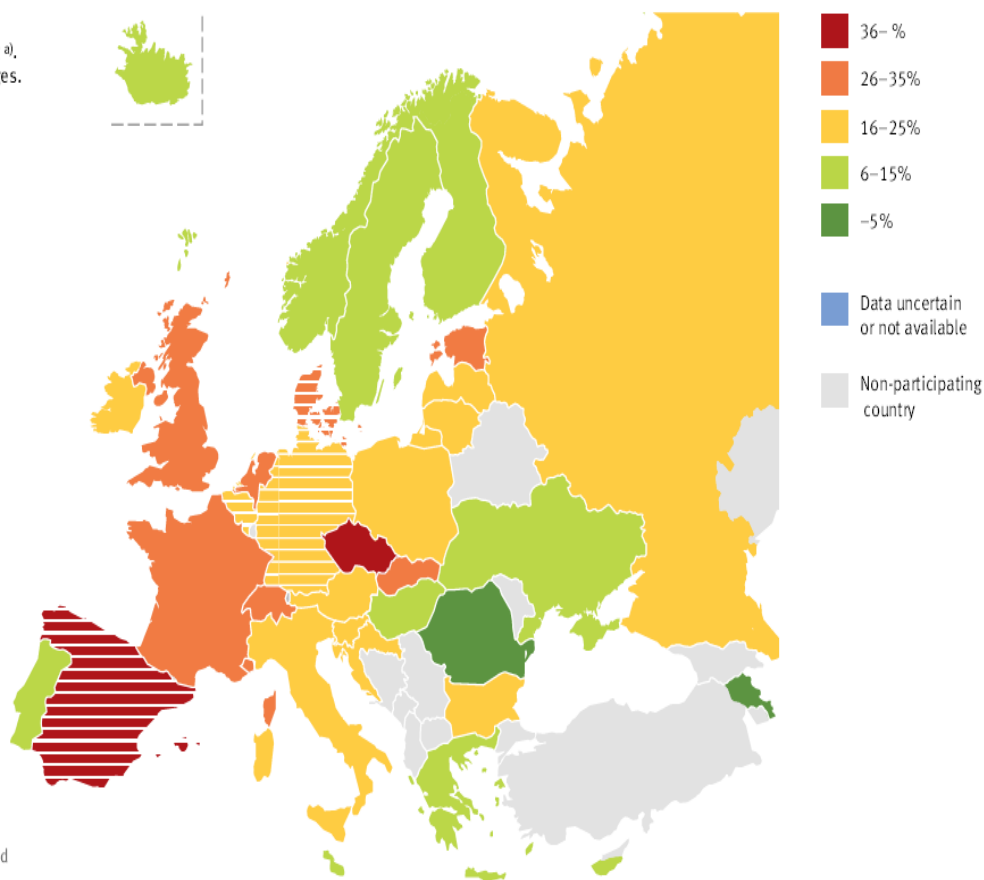 a).
es.
36– %
26–35%
16–25%
6–15%
–5%
Data uncertain
or not available
Non-participating
country
d